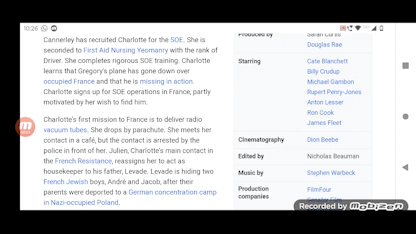 10:26
Cannerley has recruited Charlotte for the SOE. She is
seconded to First Aid Nursing Yeomanry with the rank of
Driver. She completes rigorous SOE training. Charlotte
learns that Gregory's plane has gone down over
occupied France and that he is missing in action.
Charlotte signs up for SOE operations in France, partly
motivated by her wish to find him.
Charlotte's first mission to France is to deliver radio
vacuum tubes. She drops by parachute. She meets her
contact in a café, but the contact is arrested by the
police in front of her. Julien, Charlotte's main contact in
the French Resistance, reassigns her to act as
housekeeper to his father, Levade. Levade is hiding two
French Jewish boys, André and Jacob, after their
parents were deported to a German concentration camp
in Nazi-occupied Poland.
Produced by Sarah Curtis
Douglas Rae
Starring Cate Blanchett
Billy Crudup
Michael Gambon
Rupert Penry-Jones
Anton Lesser
Ron Cook
James Fleet
Cinematography Dion Beebe
Edited by Nicholas Beauman
Music by Stephen Warbeck
Production FilmFour
companies
Recorded by Mobizen